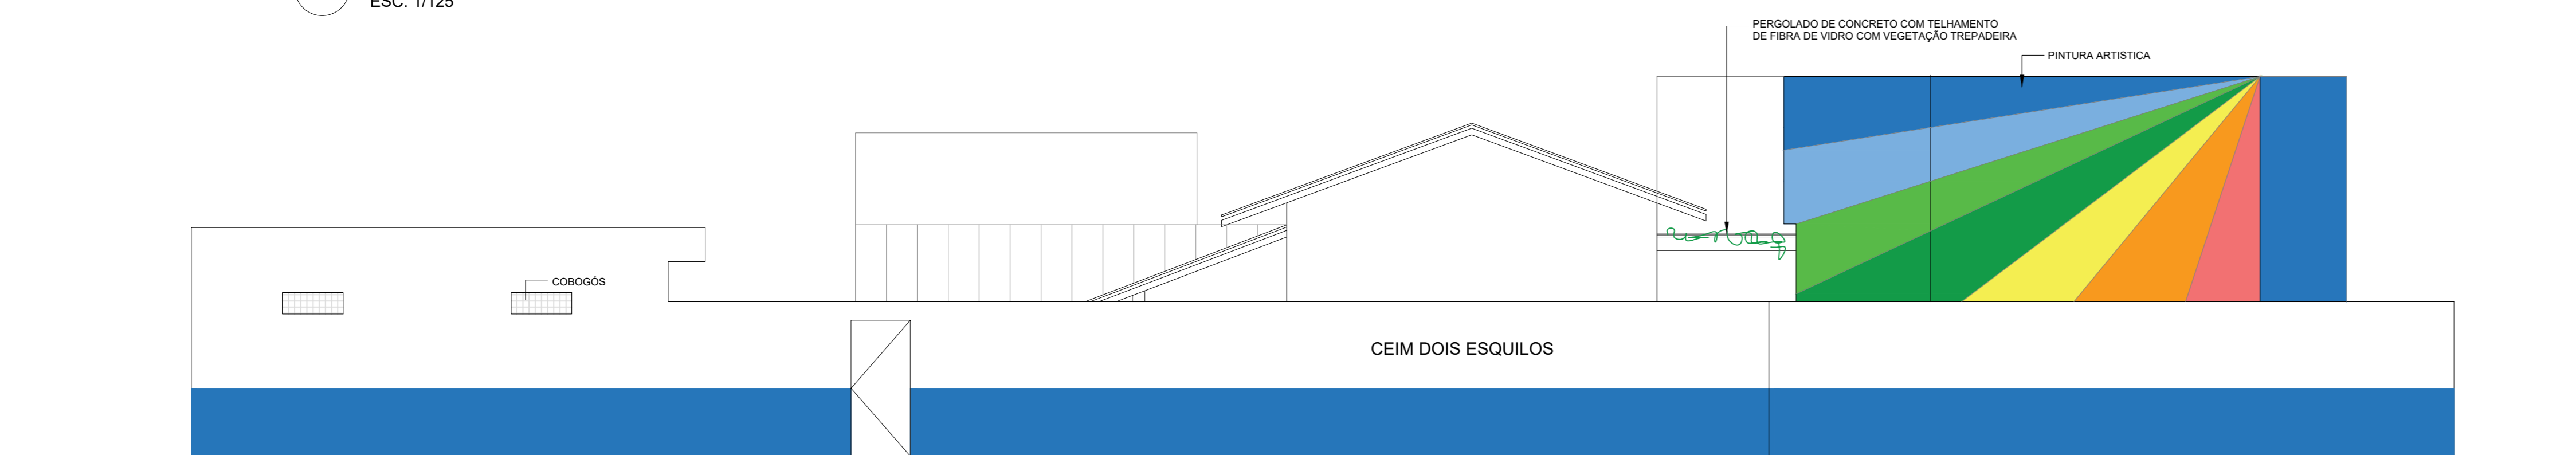 ESC. 1/125
PERGOLADO DE CONCRETO COM TELHAMENTO
DE FIBRA DE VIDRO COM VEGETAÇÃO TREPADEIRA
PINTURA ARTISTICA
COBOGÓS
CEIM DOIS ESQUILOS